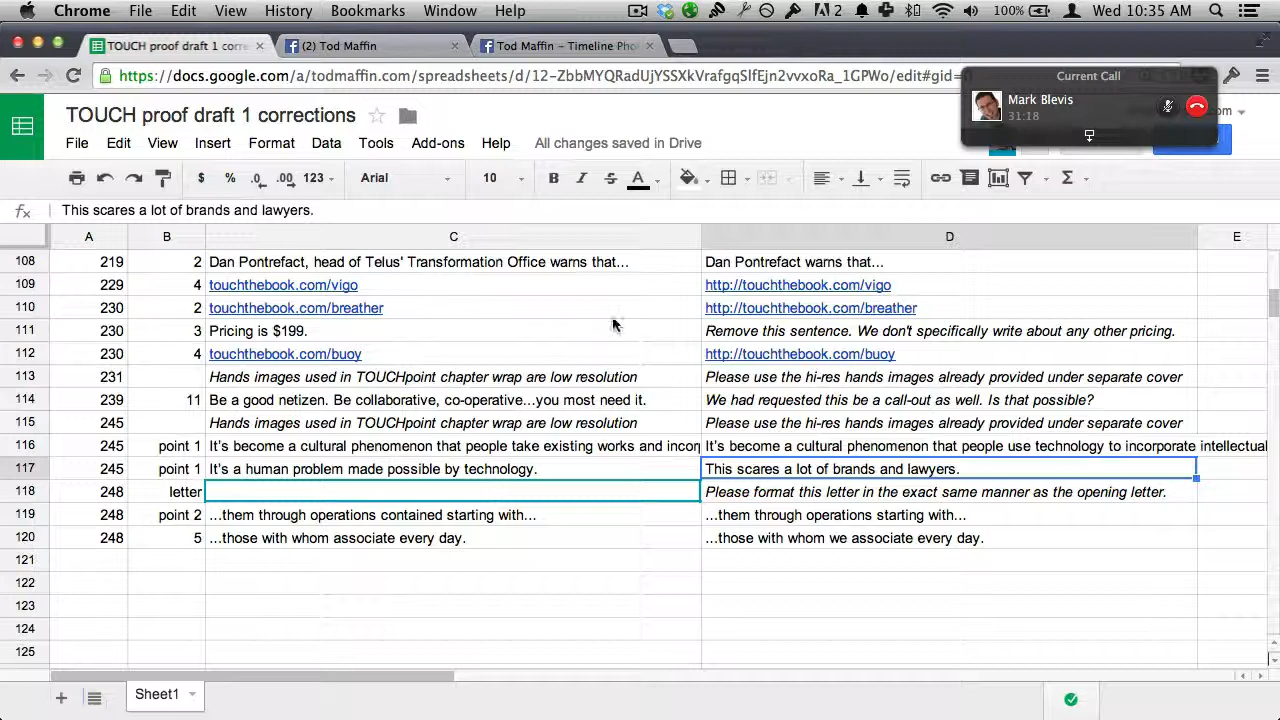 Chrome File Edit View History Bookmarks Window Help 2 100% Wed 10:35 AM
TOUCH proof draft 1 corre (2) Tod Maffin Tod Maffin – Timeline Pho
https://docs.google.com/a/todmaffin.com/spreadsheets/d/12-ZbbMYQRadUjYSSXkVrafgqSlfEjn2vvxoRa_1GPWo/edit#gid=
Current Call
Mark Blevis
31:18
TOUCH proof draft 1 corrections
File Edit View Insert Format Data Tools Add-ons Help All changes saved in Drive
$ % .0 .00 123 Arial 10 B I S A Σ
fx This scares a lot of brands and lawyers.
A B C D E
108 219 2 Dan Pontrefact, head of Telus' Transformation Office warns that... Dan Pontrefact warns that...
109 229 4 touchthebook.com/vigo http://touchthebook.com/vigo
110 230 2 touchthebook.com/breather http://touchthebook.com/breather
111 230 3 Pricing is $199. Remove this sentence. We don't specifically write about any other pricing.
112 230 4 touchthebook.com/buoy http://touchthebook.com/buoy
113 231 Hands images used in TOUCHpoint chapter wrap are low resolution Please use the hi-res hands images already provided under separate cover
114 239 11 Be a good netizen. Be collaborative, co-operative...you most need it. We had requested this be a call-out as well. Is that possible?
115 245 Hands images used in TOUCHpoint chapter wrap are low resolution Please use the hi-res hands images already provided under separate cover
116 245 point 1 It's become a cultural phenomenon that people take existing works and incorp It's become a cultural phenomenon that people use technology to incorporate intellectual
117 245 point 1 It's a human problem made possible by technology. This scares a lot of brands and lawyers.
118 248 letter Please format this letter in the exact same manner as the opening letter.
119 248 point 2 ...them through operations contained starting with... ...them through operations starting with...
120 248 5 ...those with whom associate every day. ...those with whom we associate every day.
121
122
123
124
125
Sheet1